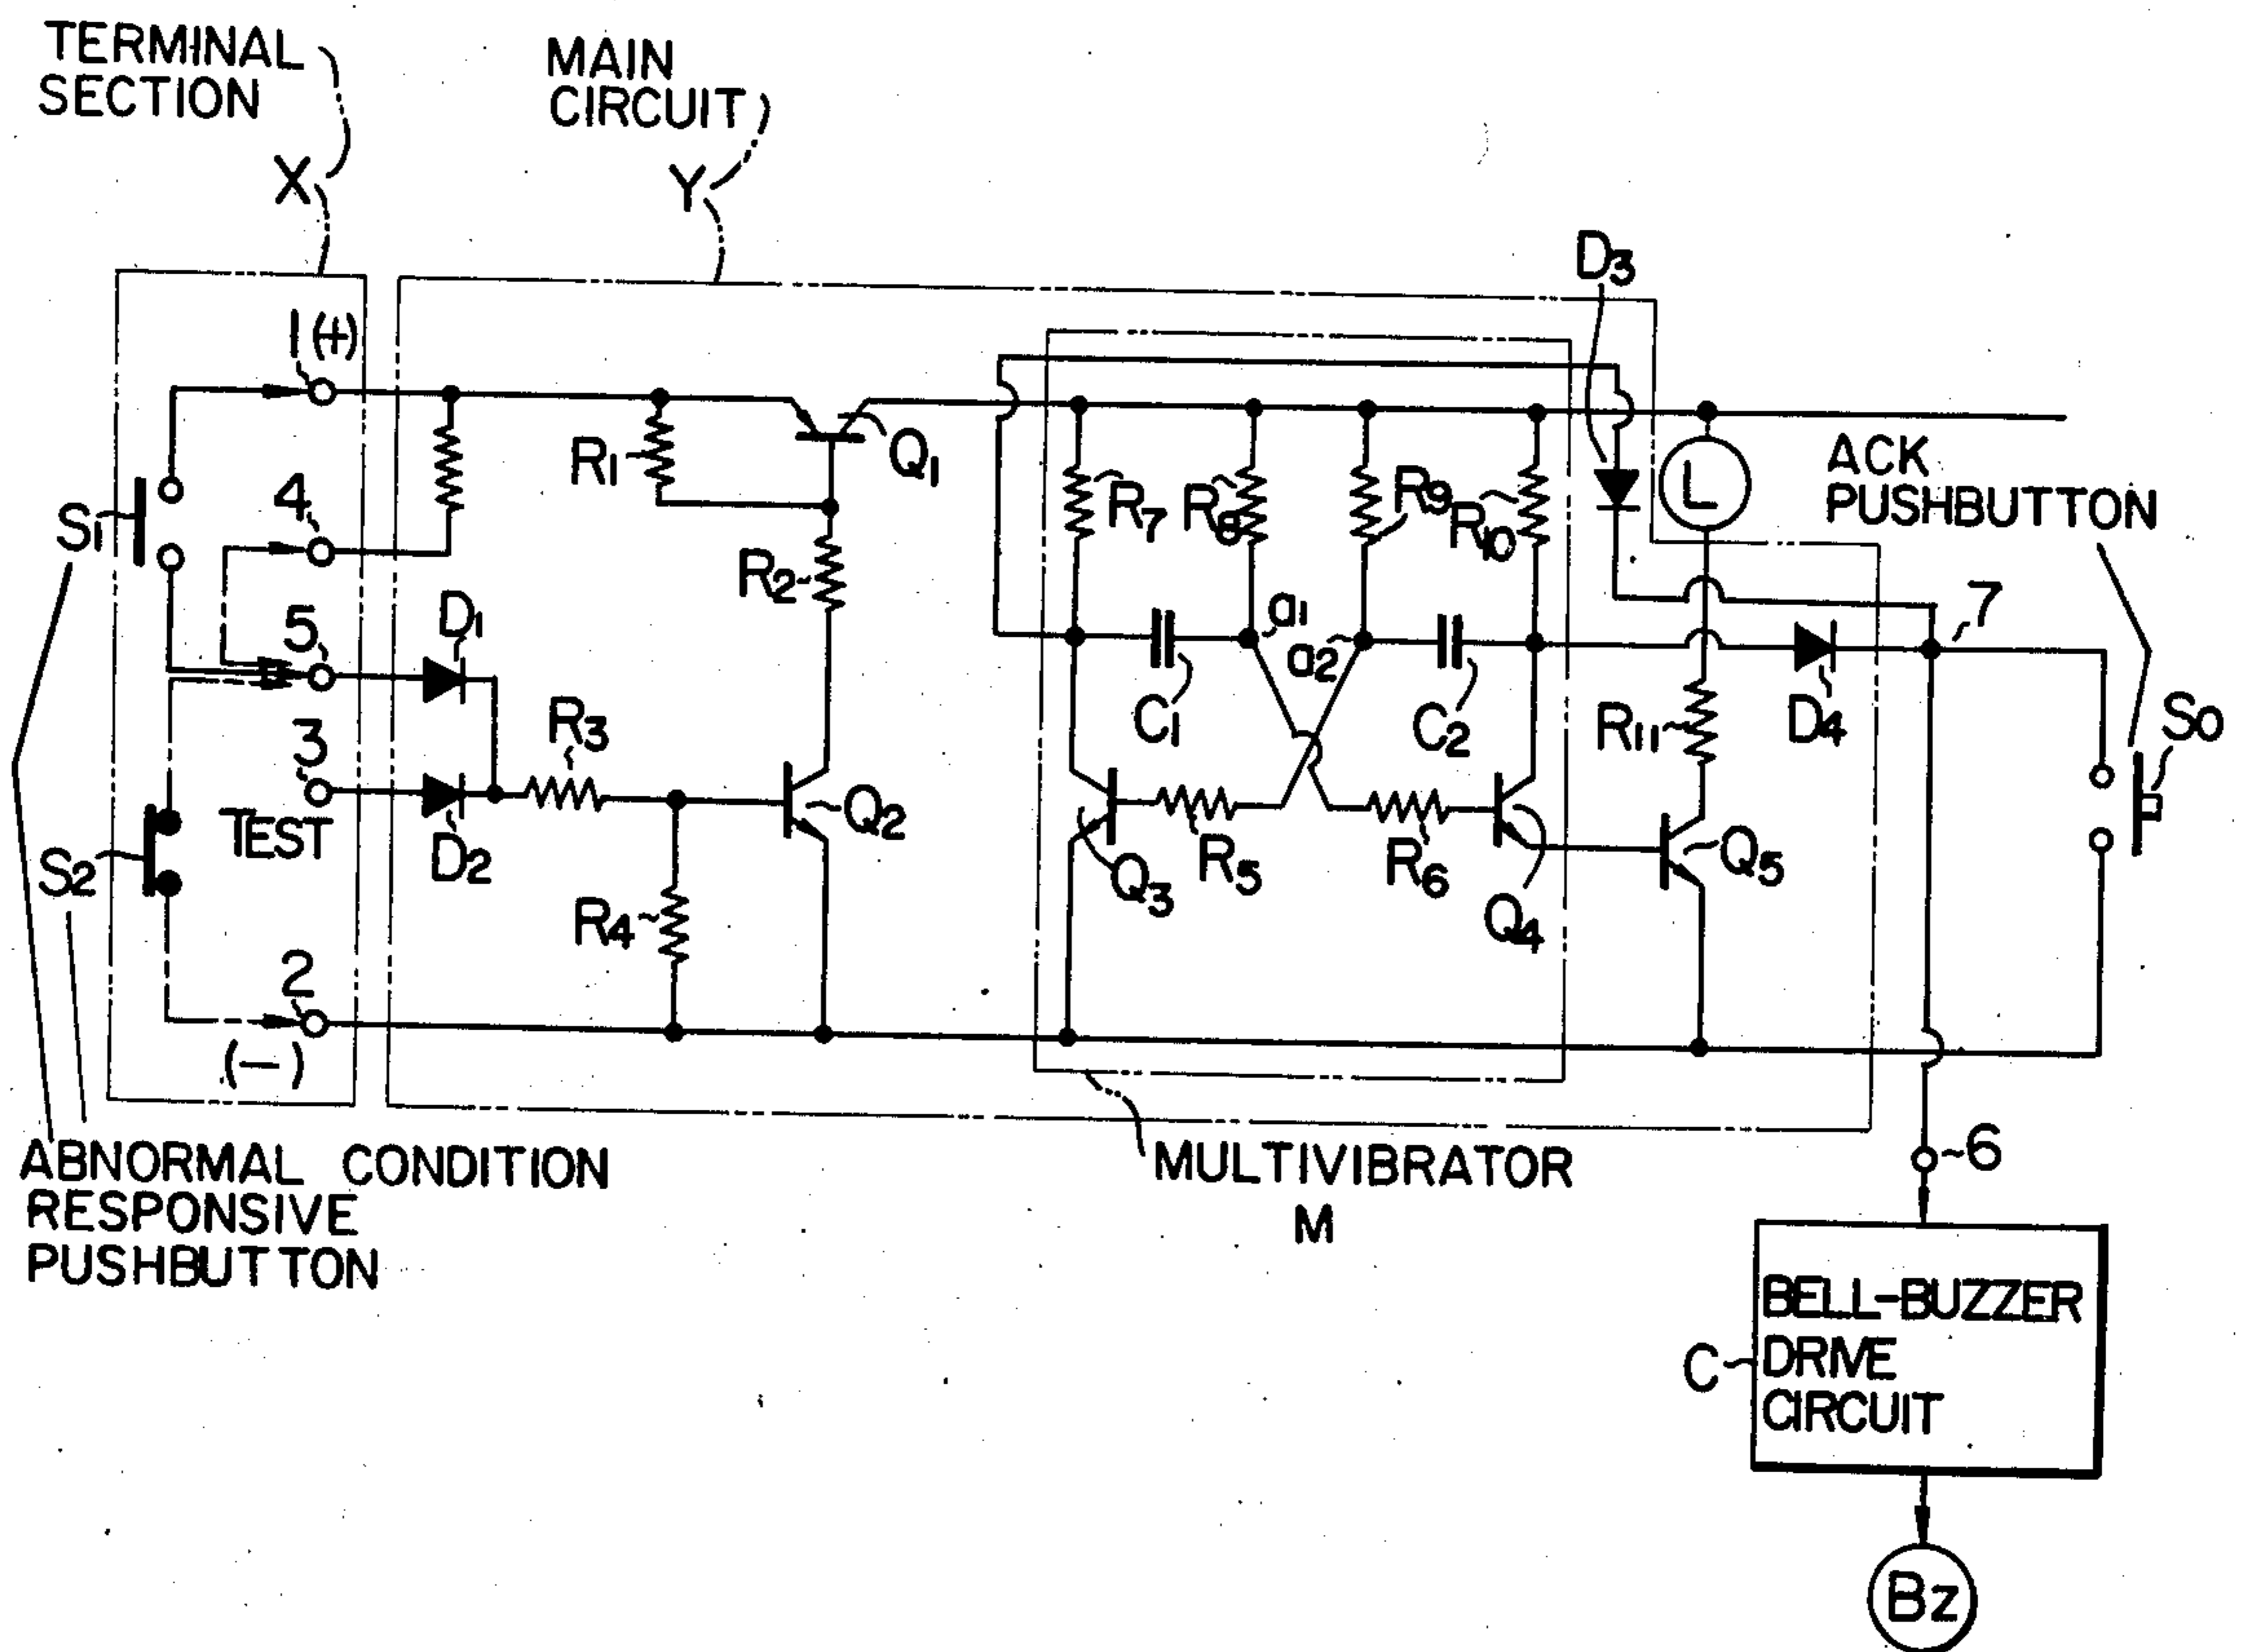 TERMINAL
SECTION
X
MAIN
CIRCUIT
Y
D3
1(+)
S1
4
5
D1
3
TEST
D2
S2
2
(−)
R1
Q1
R2
R3
Q2
R4
R7
R8
R9
R10
a1
a2
C1
C2
R5
R6
Q3
Q4
L
R11
Q5
D4
7
ACK
PUSHBUTTON
S0
6
ABNORMAL CONDITION
RESPONSIVE
PUSHBUTTON
MULTIVIBRATOR
M
C
BELL-BUZZER
DRIVE
CIRCUIT
Bz